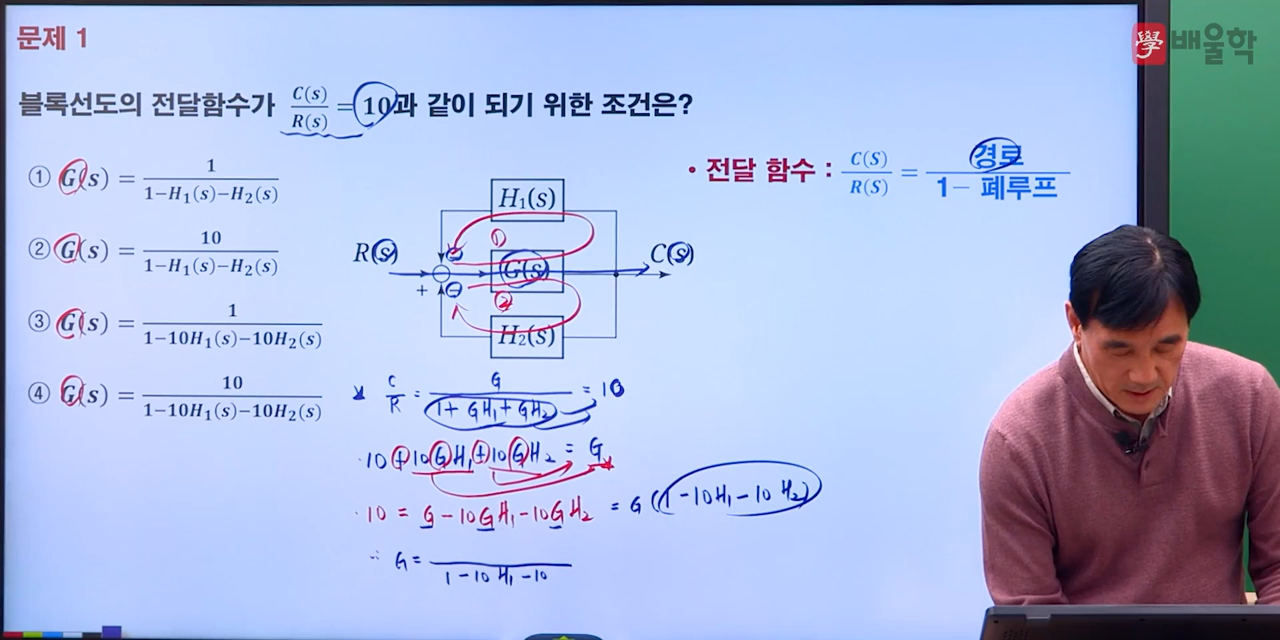 문제 1
學 배울학
블록선도의 전달함수가 C(s)/R(s) = 10과 같이 되기 위한 조건은?
① G(s) = 1/(1−H₁(s)−H₂(s))
② G(s) = 10/(1−H₁(s)−H₂(s))
③ G(s) = 1/(1−10H₁(s)−10H₂(s))
④ G(s) = 10/(1−10H₁(s)−10H₂(s))
• 전달 함수 : C(S)/R(S) = 경로/(1− 폐루프)
H₁(s)
①
R(s)
G(s)
C(s)
−
+
−
②
H₂(s)
C/R = G/(1 + GH₁ + GH₂) = 10
·10 + 10GH₁ + 10GH₂ = G
·10 = G − 10GH₁ − 10GH₂ = G (1 − 10H₁ − 10H₂)
∴ G = /(1 − 10H₁ − 10